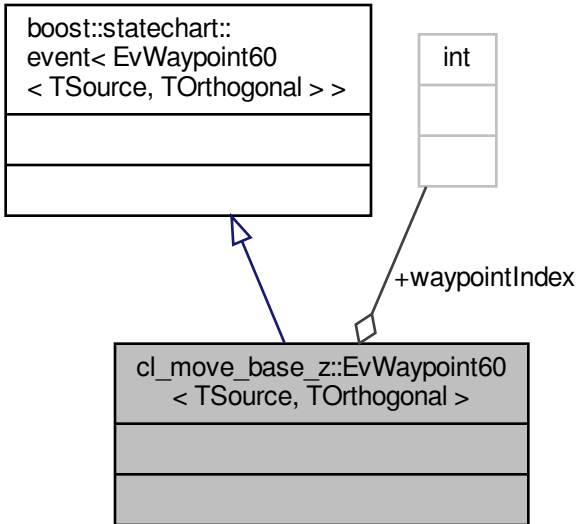 boost::statechart::
event< EvWaypoint60
< TSource, TOrthogonal > >
int
+waypointIndex
cl_move_base_z::EvWaypoint60
< TSource, TOrthogonal >